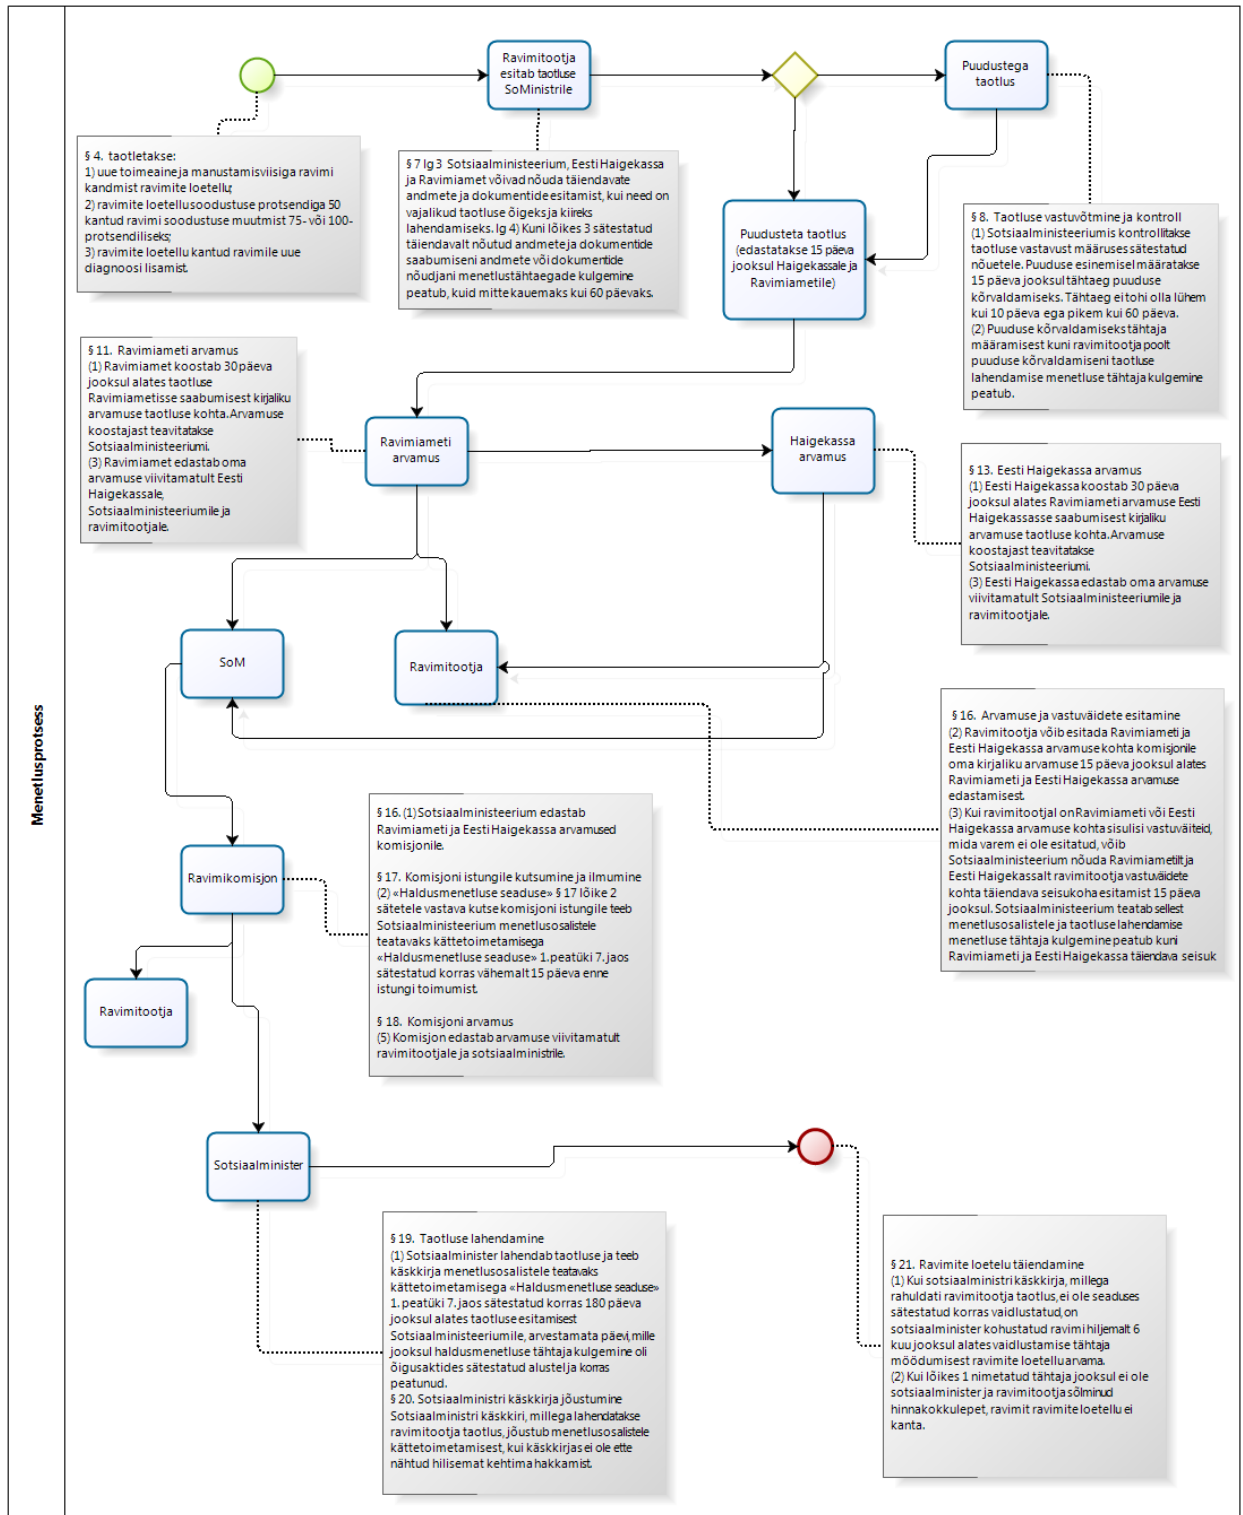 Menetlusprotsess
Ravimitootja
esitab taotluse
SoMinistrile
Puudustega
taotlus
§ 4. taotletakse:
1) uue toimeaine ja manustamisviisiga ravimi
kandmist ravimite loetellu;
2) ravimite loetellu soodustuse protsendiga 50
kantud ravimi soodustuse muutmist 75- või 100-
protsendiliseks;
3) ravimite loetellu kantud ravimile uue
diagnoosi lisamist.
§ 7 lg 3 Sotsiaalministeerium, Eesti Haigekassa
ja Ravimiamet võivad nõuda täiendavate
andmete ja dokumentide esitamist, kui need on
vajalikud taotluse õigeks ja kiireks
lahendamiseks. lg 4) Kuni lõikes 3 sätestatud
täiendavalt nõutud andmete ja dokumentide
saabumiseni andmete või dokumentide
nõudjani menetlustähtaegade kulgemine
peatub, kuid mitte kauemaks kui 60 päevaks.
Puudusteta taotlus
(edastatakse 15 päeva
jooksul Haigekassale ja
Ravimiametile)
§ 8. Taotluse vastuvõtmine ja kontroll
(1) Sotsiaalministeeriumis kontrollitakse
taotluse vastavust määruses sätestatud
nõuetele. Puuduse esinemisel määratakse
15 päeva jooksul tähtaeg puuduse
kõrvaldamiseks. Tähtaeg ei tohi olla lühem
kui 10 päeva ega pikem kui 60 päeva.
(2) Puuduse kõrvaldamiseks tähtaja
määramisest kuni ravimitootja poolt
puuduse kõrvaldamiseni taotluse
lahendamise menetluse tähtaja kulgemine
peatub.
§ 11. Ravimiameti arvamus
(1) Ravimiamet koostab 30 päeva
jooksul alates taotluse
Ravimiametisse saabumisest kirjaliku
arvamuse taotluse kohta. Arvamuse
koostajast teavitatakse
Sotsiaalministeeriumi.
(3) Ravimiamet edastab oma
arvamuse viivitamatult Eesti
Haigekassale,
Sotsiaalministeeriumile ja
ravimitootjale.
Ravimiameti
arvamus
Haigekassa
arvamus
§ 13. Eesti Haigekassa arvamus
(1) Eesti Haigekassa koostab 30 päeva
jooksul alates Ravimiameti arvamuse Eesti
Haigekassasse saabumisest kirjaliku
arvamuse taotluse kohta. Arvamuse
koostajast teavitatakse
Sotsiaalministeeriumi.
(3) Eesti Haigekassa edastab oma arvamuse
viivitamatult Sotsiaalministeeriumile ja
ravimitootjale.
SoM
Ravimitootja
§ 16. Arvamuse ja vastuväidete esitamine
(2) Ravimitootja võib esitada Ravimiameti ja
Eesti Haigekassa arvamuse kohta komisjonile
oma kirjaliku arvamuse 15 päeva jooksul alates
Ravimiameti ja Eesti Haigekassa arvamuse
edastamisest.
(3) Kui ravimitootjal on Ravimiameti või Eesti
Haigekassa arvamuse kohta sisulisi vastuväiteid,
mida varem ei ole esitatud, võib
Sotsiaalministeerium nõuda Ravimiametilt ja
Eesti Haigekassalt ravimitootja vastuväidete
kohta täiendava seisukoha esitamist 15 päeva
jooksul. Sotsiaalministeerium teatab sellest
menetlusosalistele ja taotluse lahendamise
menetluse tähtaja kulgemine peatub kuni
Ravimiameti ja Eesti Haigekassa täiendava seisuk
§ 16. (1) Sotsiaalministeerium edastab
Ravimiameti ja Eesti Haigekassa arvamused
komisjonile.
§ 17. Komisjoni istungile kutsumine ja ilmumine
(2) «Haldusmenetluse seaduse» § 17 lõike 2
sätetele vastava kutse komisjoni istungile teeb
Sotsiaalministeerium menetlusosalistele
teatavaks kättetoimetamisega
«Haldusmenetluse seaduse» 1. peatüki 7. jaos
sätestatud korras vähemalt 15 päeva enne
istungi toimumist.
§ 18. Komisjoni arvamus
(5) Komisjon edastab arvamuse viivitamatult
ravimitootjale ja sotsiaalministrile.
Ravimikomisjon
Ravimitootja
Sotsiaalminister
§ 19. Taotluse lahendamine
(1) Sotsiaalminister lahendab taotluse ja teeb
käskkirja menetlusosalistele teatavaks
kättetoimetamisega «Haldusmenetluse seaduse»
1. peatüki 7. jaos sätestatud korras 180 päeva
jooksul alates taotluse esitamisest
Sotsiaalministeeriumile, arvestamata päevi, mille
jooksul haldusmenetluse tähtaja kulgemine oli
õigusaktides sätestatud alustel ja korras
peatunud.
§ 20. Sotsiaalministri käskkirja jõustumine
Sotsiaalministri käskkiri, millega lahendatakse
ravimitootja taotlus, jõustub menetlusosalistele
kättetoimetamisest, kui käskkirjas ei ole ette
nähtud hilisemat kehtima hakkamist.
§ 21. Ravimite loetelu täiendamine
(1) Kui sotsiaalministri käskkirja, millega
rahuldati ravimitootja taotlus, ei ole seaduses
sätestatud korras vaidlustatud, on
sotsiaalminister kohustatud ravimi hiljemalt 6
kuu jooksul alates vaidlustamise tähtaja
möödumisest ravimite loetellu arvama.
(2) Kui lõikes 1 nimetatud tähtaja jooksul ei ole
sotsiaalminister ja ravimitootja sõlminud
hinnakokkulepet, ravimit ravimite loetellu ei
kanta.